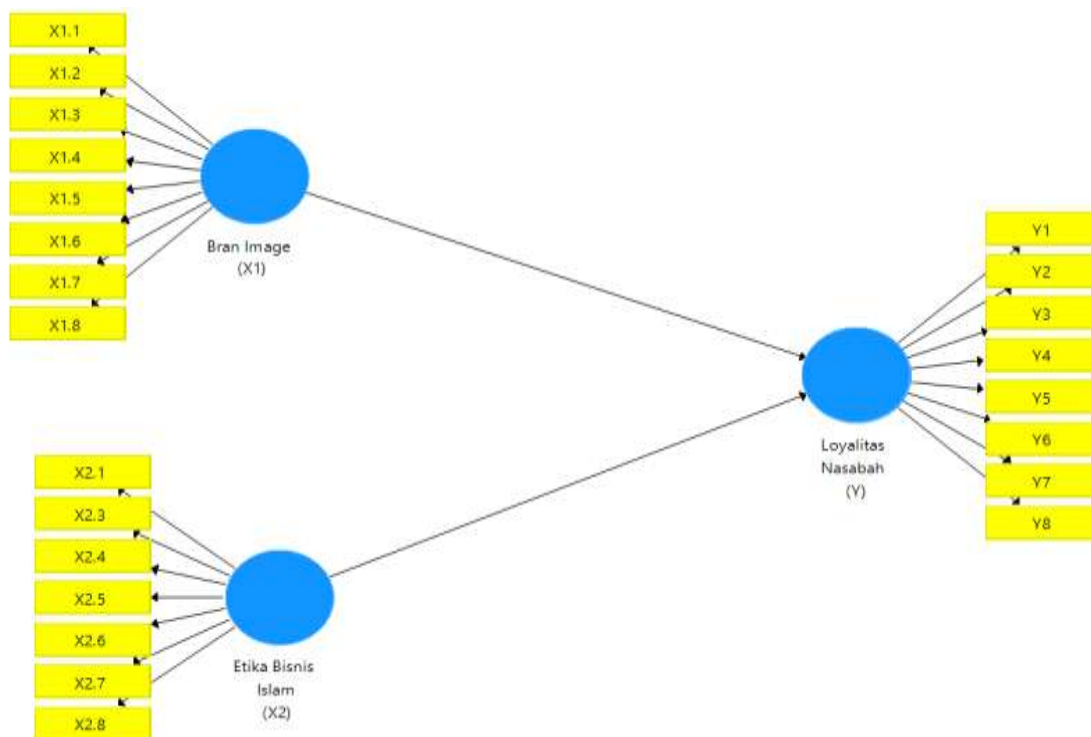 X1.1
X1.2
X1.3
X1.4
X1.5
X1.6
X1.7
X1.8
Bran Image
(X1)
Y1
Y2
Y3
Y4
Y5
Y6
Y7
Y8
Loyalitas
Nasabah
(Y)
X2.1
X2.3
X2.4
X2.5
X2.6
X2.7
X2.8
Etika Bisnis
Islam
(X2)